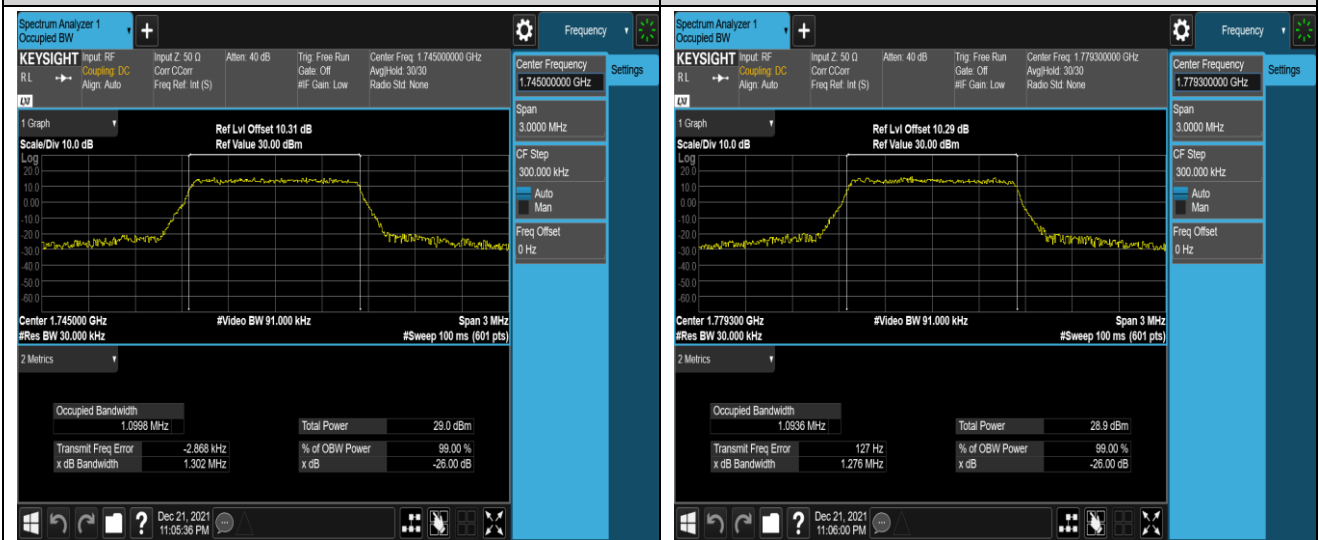 Spectrum Analyzer 1
Occupied BW
+
Frequency
KEYSIGHT
RL
LXI
Input: RF
Coupling: DC
Align: Auto
Input Z: 50 Ω
Corr CCorr
Freq Ref: Int (S)
Atten: 40 dB
Trig: Free Run
Gate: Off
#IF Gain: Low
Center Freq: 1.745000000 GHz
Avg|Hold: 30/30
Radio Std: None
Center Frequency
1.745000000 GHz
Settings
Span
3.0000 MHz
CF Step
300.000 kHz
Auto
Man
Freq Offset
0 Hz
1 Graph
Ref Lvl Offset 10.31 dB
Scale/Div 10.0 dB
Ref Value 30.00 dBm
Log
20.0
10.0
0.00
-10.0
-20.0
-30.0
-40.0
-50.0
-60.0
Center 1.745000 GHz
#Video BW 91.000 kHz
Span 3 MHz
#Res BW 30.000 kHz
#Sweep 100 ms (601 pts)
2 Metrics
Occupied Bandwidth
1.0998 MHz
Total Power 29.0 dBm
Transmit Freq Error -2.868 kHz
% of OBW Power 99.00 %
x dB Bandwidth 1.302 MHz
x dB -26.00 dB
?
Dec 21, 2021
11:05:36 PM
Spectrum Analyzer 1
Occupied BW
+
Frequency
KEYSIGHT
RL
LXI
Input: RF
Coupling: DC
Align: Auto
Input Z: 50 Ω
Corr CCorr
Freq Ref: Int (S)
Atten: 40 dB
Trig: Free Run
Gate: Off
#IF Gain: Low
Center Freq: 1.779300000 GHz
Avg|Hold: 30/30
Radio Std: None
Center Frequency
1.779300000 GHz
Settings
Span
3.0000 MHz
CF Step
300.000 kHz
Auto
Man
Freq Offset
0 Hz
1 Graph
Ref Lvl Offset 10.29 dB
Scale/Div 10.0 dB
Ref Value 30.00 dBm
Log
20.0
10.0
0.00
-10.0
-20.0
-30.0
-40.0
-50.0
-60.0
Center 1.779300 GHz
#Video BW 91.000 kHz
Span 3 MHz
#Res BW 30.000 kHz
#Sweep 100 ms (601 pts)
2 Metrics
Occupied Bandwidth
1.0936 MHz
Total Power 28.9 dBm
Transmit Freq Error 127 Hz
% of OBW Power 99.00 %
x dB Bandwidth 1.276 MHz
x dB -26.00 dB
?
Dec 21, 2021
11:06:00 PM